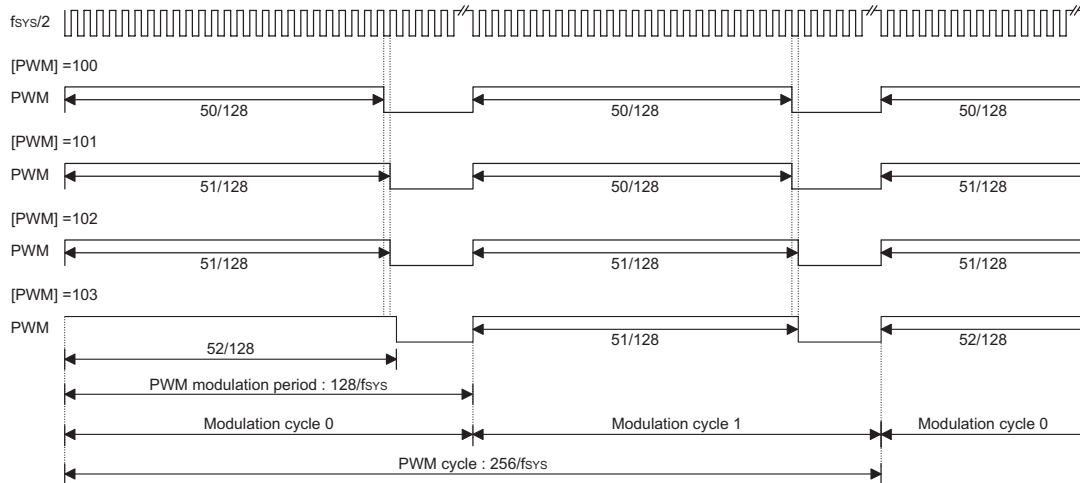 fSYS/2
[PWM] =100
PWM
50/128
50/128
50/128
[PWM] =101
PWM
51/128
50/128
51/128
[PWM] =102
PWM
51/128
51/128
51/128
[PWM] =103
PWM
52/128
51/128
52/128
PWM modulation period : 128/fSYS
Modulation cycle 0
Modulation cycle 1
Modulation cycle 0
PWM cycle : 256/fSYS